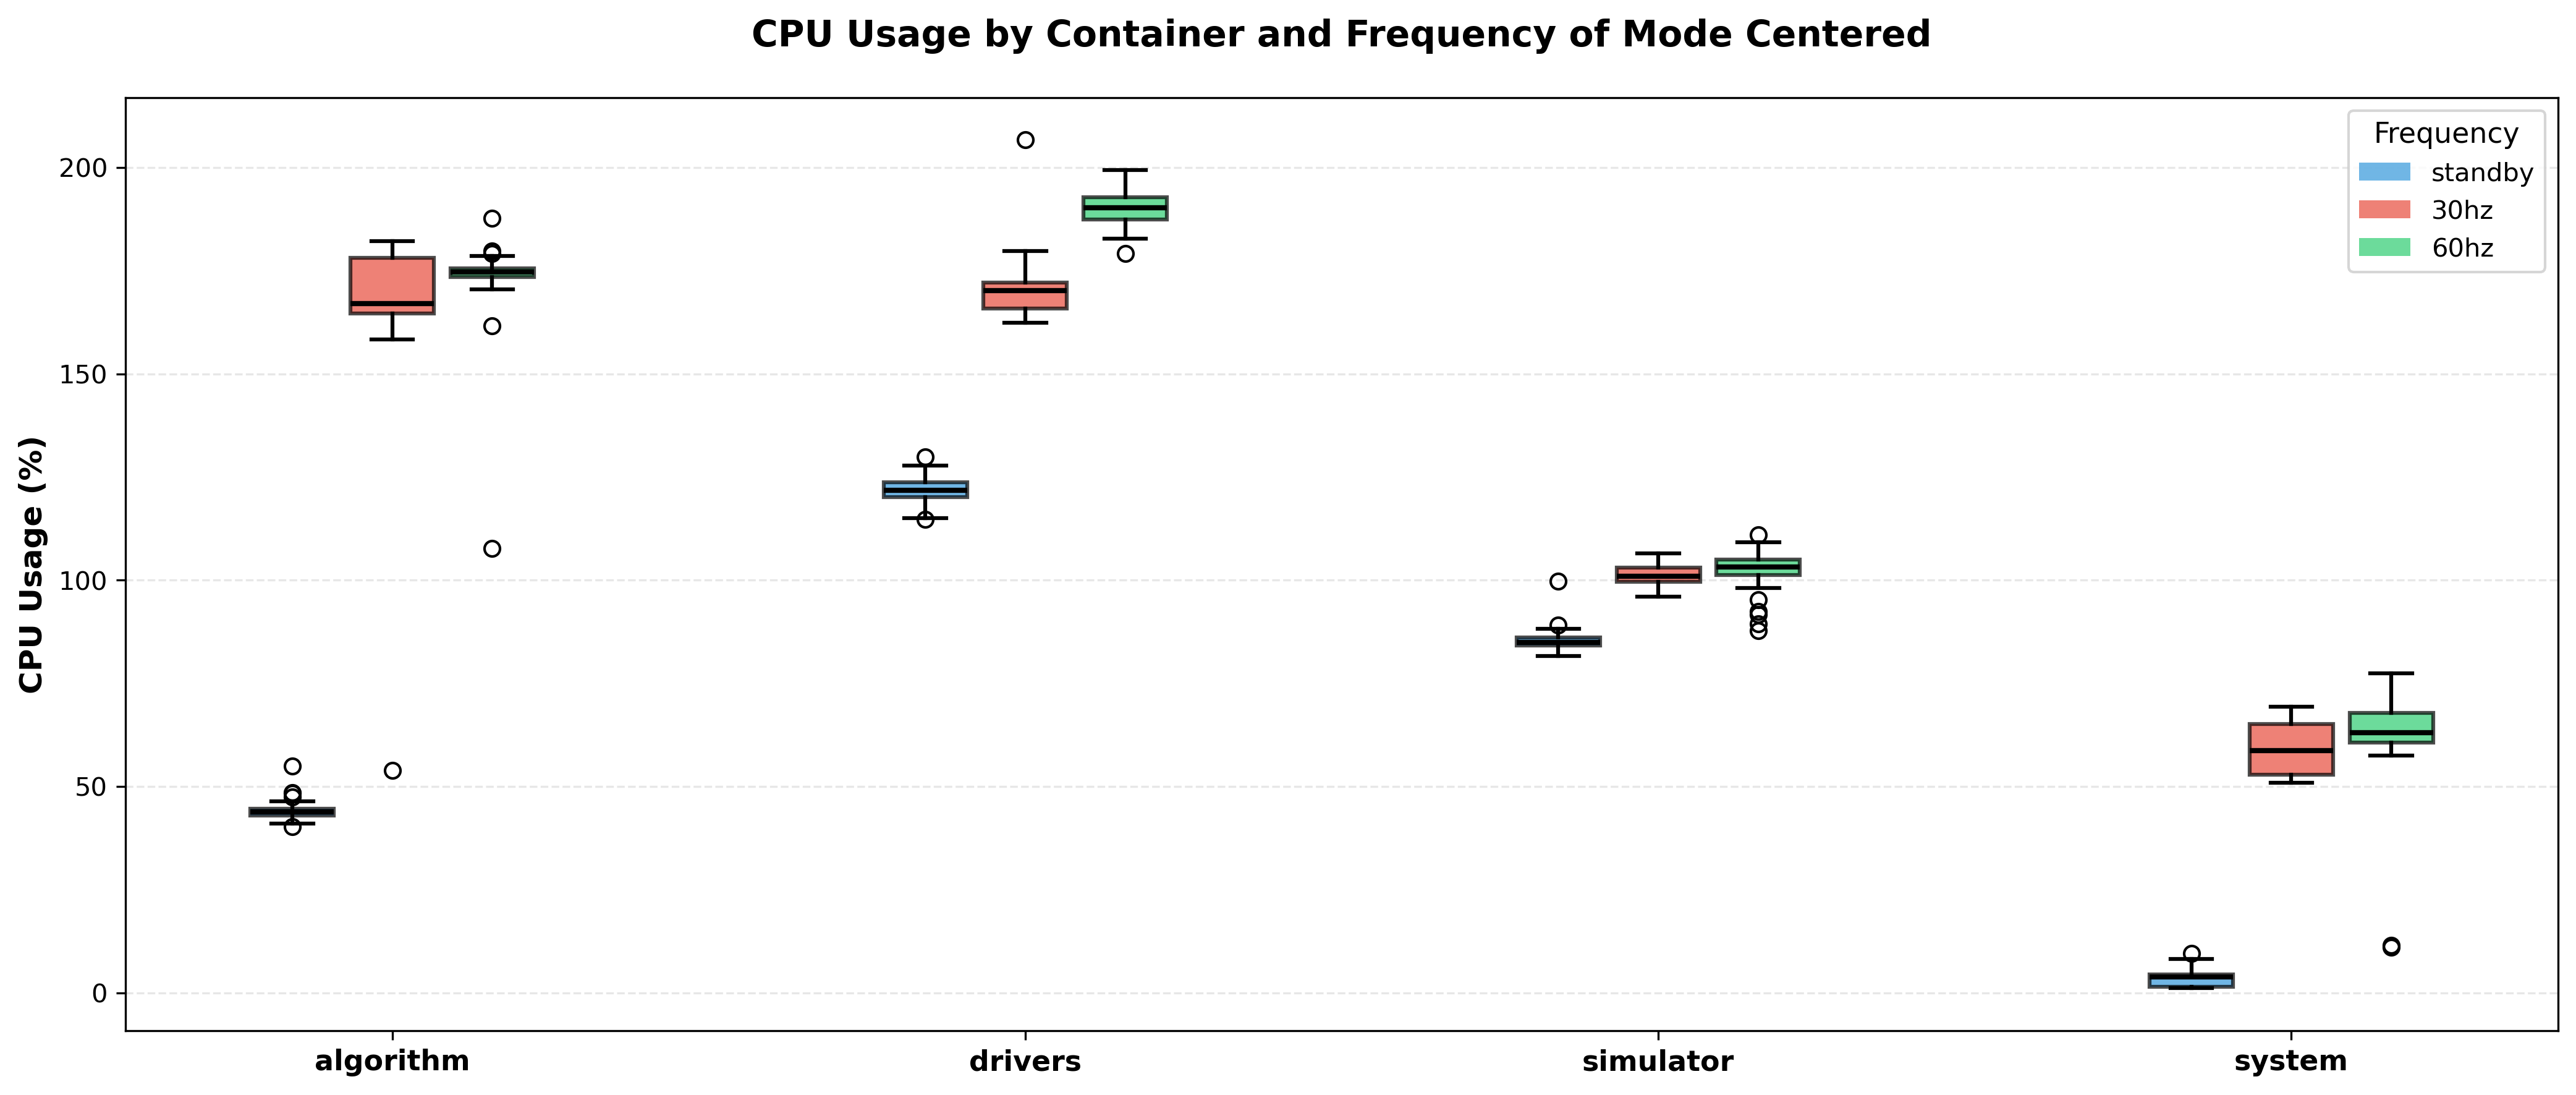 CPU Usage by Container and Frequency of Mode Centered
Frequency
standby
30hz
60hz
CPU Usage (%)
200
150
100
50
0
algorithm
drivers
simulator
system